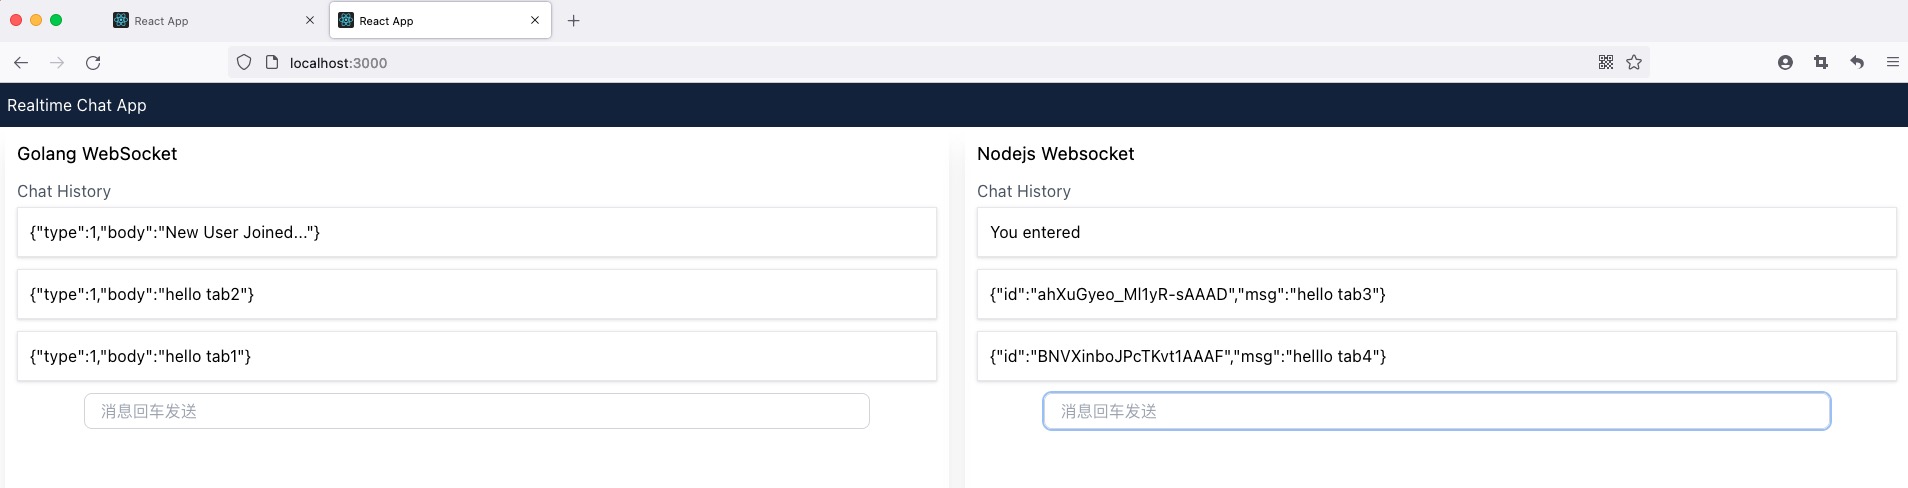 React App
React App
localhost:3000
Realtime Chat App
Golang WebSocket
Chat History
{"type":1,"body":"New User Joined..."}
{"type":1,"body":"hello tab2"}
{"type":1,"body":"hello tab1"}
消息回车发送
Nodejs Websocket
Chat History
You entered
{"id":"ahXuGyeo_Ml1yR-sAAAD","msg":"hello tab3"}
{"id":"BNVXinboJPcTKvt1AAAF","msg":"helllo tab4"}
消息回车发送